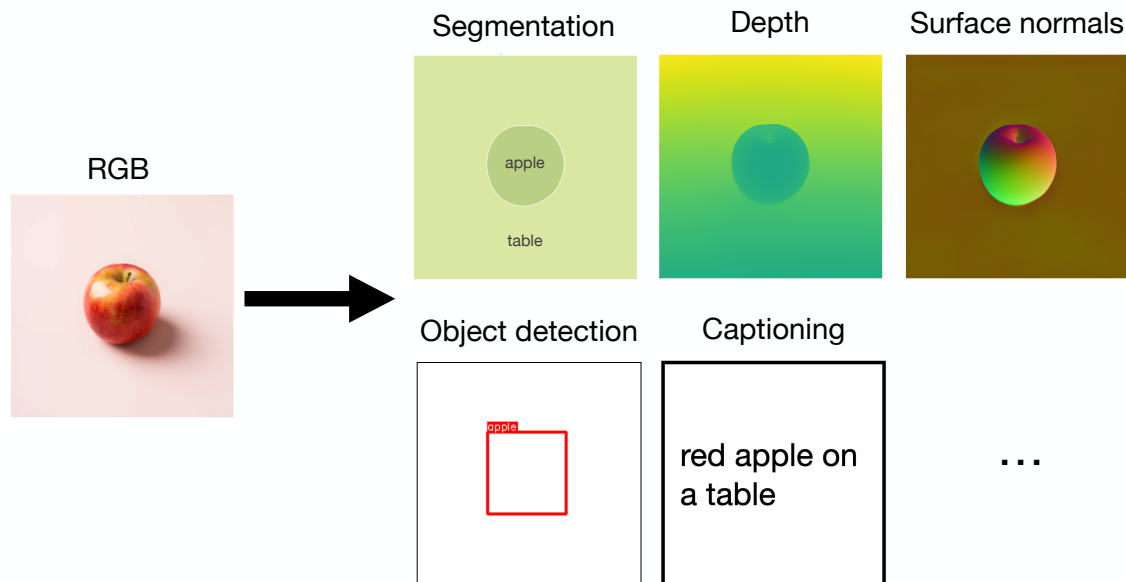 Segmentation
Depth
Surface normals
RGB
apple
table
Object detection
Captioning
apple
red apple on
a table
...